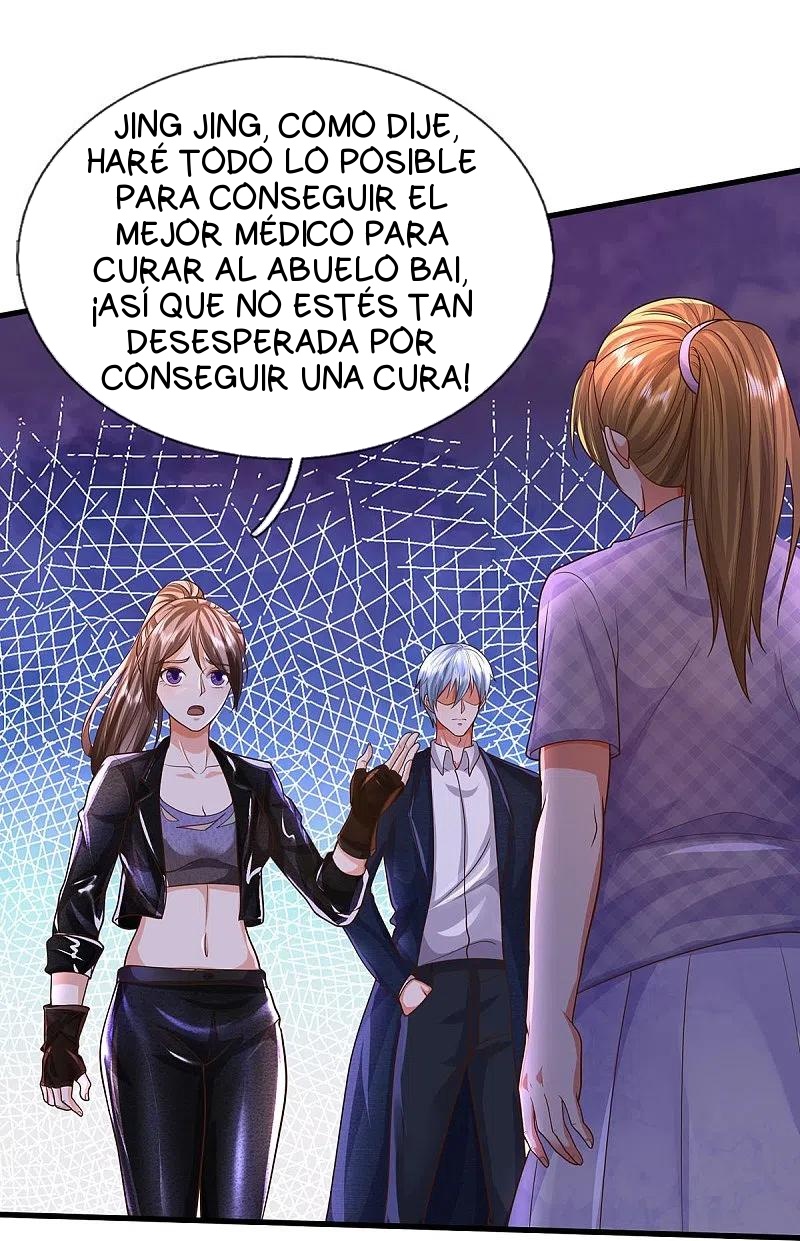 JING JING, COMO DIJE,
HARÉ TODO LO POSIBLE
PARA CONSEGUIR EL
MEJOR MÉDICO PARA
CURAR AL ABUELO BAI,
¡ASÍ QUE NO ESTÉS TAN
DESESPERADA POR
CONSEGUIR UNA CURA!